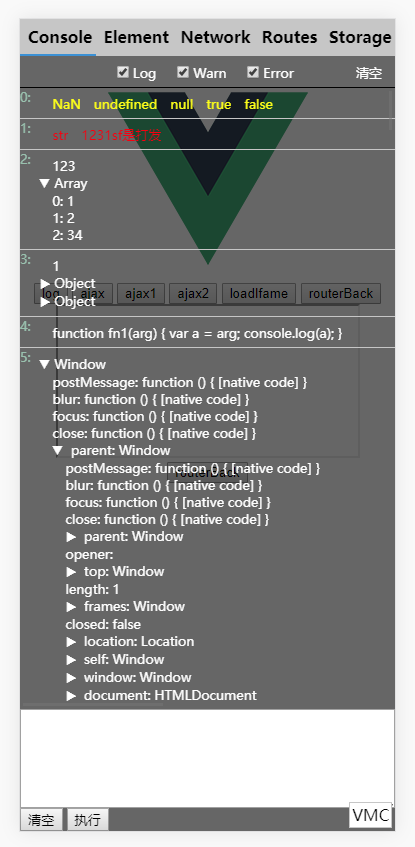 Console Element Network Routes Storage
Log Warn Error 清空
0: NaN undefined null true false
1: str 1231sf是打发
2: 123
▼ Array
0: 1
1: 2
2: 34
3: 1
▶ Object
log ajax ajax1 ajax2 loadIfame routerBack
▶ Object
4: function fn1(arg) { var a = arg; console.log(a); }
5: ▼ Window
postMessage: function () { [native code] }
blur: function () { [native code] }
focus: function () { [native code] }
close: function () { [native code] }
▼ parent: Window
postMessage: function () { [native code] }
routerBack
blur: function () { [native code] }
focus: function () { [native code] }
close: function () { [native code] }
▶ parent: Window
opener:
▶ top: Window
length: 1
▶ frames: Window
closed: false
▶ location: Location
▶ self: Window
▶ window: Window
▶ document: HTMLDocument
VMC
清空 执行